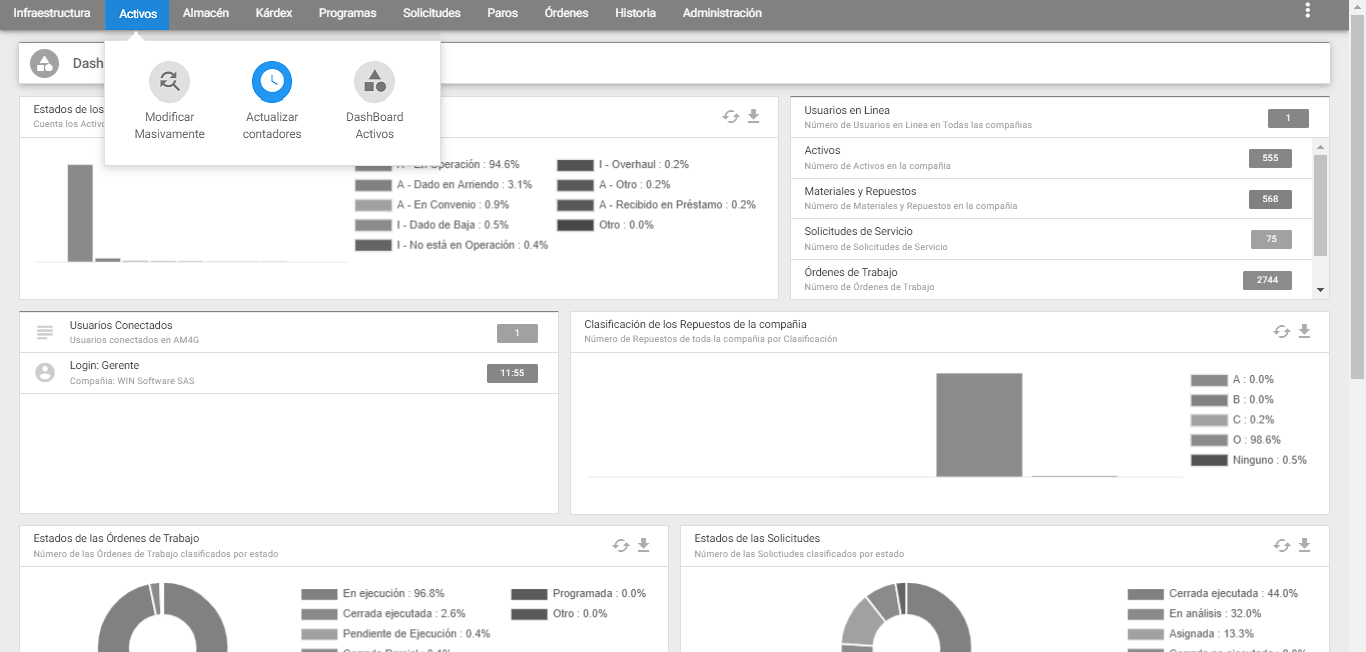 Infraestructura
Activos
Almacén
Kárdex
Programas
Solicitudes
Paros
Órdenes
Historia
Administración
Dash
Modificar
Masivamente
Actualizar
contadores
DashBoard
Activos
Estados de los
Cuenta los Activo
A - En Operación : 94.6%
A - Dado en Arriendo : 3.1%
A - En Convenio : 0.9%
I - Dado de Baja : 0.5%
I - No está en Operación : 0.4%
I - Overhaul : 0.2%
A - Otro : 0.2%
A - Recibido en Préstamo : 0.2%
Otro : 0.0%
Usuarios en Linea
Número de Usuarios en Linea en Todas las compañias
1
Activos
Número de Activos en la compañia
555
Materiales y Repuestos
Número de Materiales y Repuestos en la compañia
568
Solicitudes de Servicio
Número de Solicitudes de Servicio
75
Órdenes de Trabajo
Número de Órdenes de Trabajo
2744
Usuarios Conectados
Usuarios conectados en AM4G
1
Login: Gerente
Compañia: WIN Software SAS
11:55
Clasificación de los Repuestos de la compañia
Número de Repuestos de toda la compañia por Clasificación
A : 0.0%
B : 0.0%
C : 0.2%
O : 98.6%
Ninguno : 0.5%
Estados de las Órdenes de Trabajo
Número de las Órdenes de Trabajo clasificados por estado
En ejecución : 96.8%
Cerrada ejecutada : 2.6%
Pendiente de Ejecución : 0.4%
Programada : 0.0%
Otro : 0.0%
Estados de las Solicitudes
Número de las Solictiudes clasificados por estado
Cerrada ejecutada : 44.0%
En análisis : 32.0%
Asignada : 13.3%